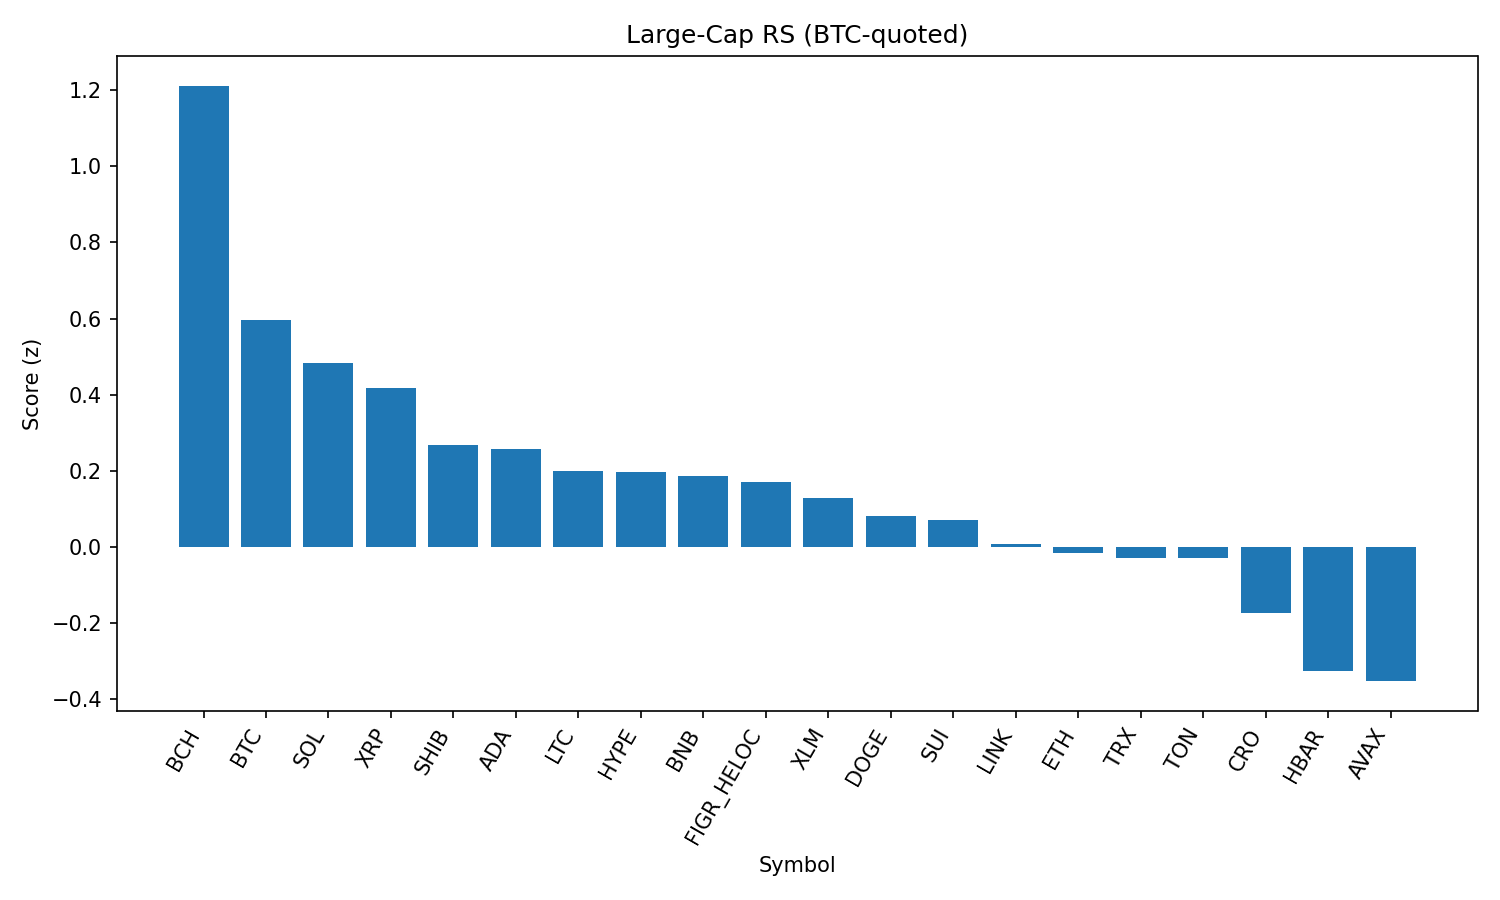 Large-Cap RS (BTC-quoted)
Score (z)
1.2
1.0
0.8
0.6
0.4
0.2
0.0
−0.2
−0.4
BCH
BTC
SOL
XRP
SHIB
ADA
LTC
HYPE
BNB
FIGR_HELOC
XLM
DOGE
SUI
LINK
ETH
TRX
TON
CRO
HBAR
AVAX
Symbol